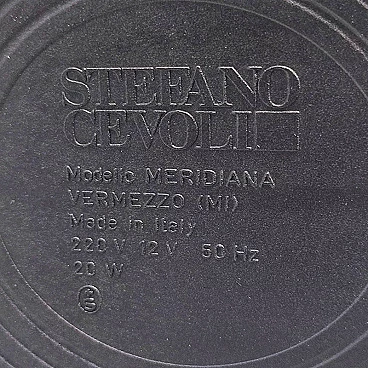 STEFANO
CEVOLI
Modello MERIDIANA
VERMEZZO (MI)
Made in Italy
220 V 12 V 50 Hz
20 W